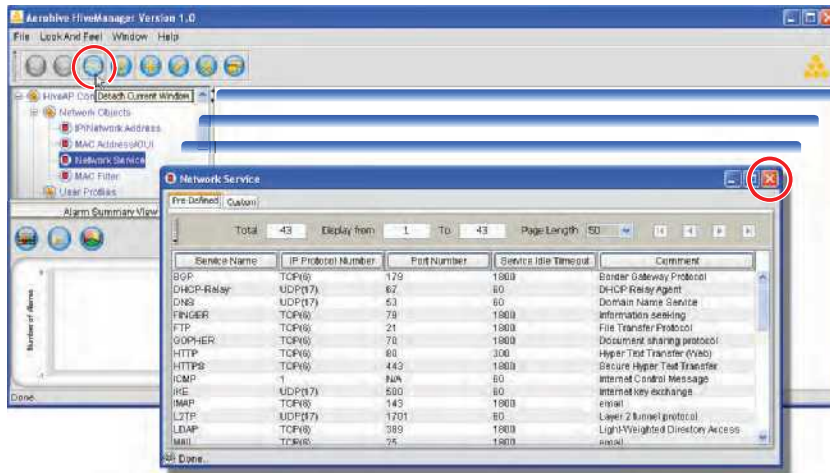 Aerohive HiveManager Version 1.0
File Look And Feel Window Help
Detach Current Window
HiveAP Con
Network Objects
IP/Network Address
MAC Address/OUI
Network Service
MAC Filter
User Profiles
Alarm Summary View
Number of Alarms
Done
Network Service
Pre-Defined Custom
Total 43 Display from 1 To 43 Page Length 50
Service Name IP Protocol Number Port Number Service Idle Timeout Comment
BGP TCP(6) 179 1800 Border Gateway Protocol
DHCP-Relay UDP(17) 67 60 DHCP Relay Agent
DNS UDP(17) 53 60 Domain Name Service
FINGER TCP(6) 79 1800 Information seeking
FTP TCP(6) 21 1800 File Transfer Protocol
GOPHER TCP(6) 70 1800 Document sharing protocol
HTTP TCP(6) 80 300 Hyper Text Transfer (Web)
HTTPS TCP(6) 443 1800 Secure Hyper Text Transfer
ICMP 1 N/A 60 Internet Control Message
IKE UDP(17) 500 60 Internet key exchange
IMAP TCP(6) 143 1800 email
L2TP UDP(17) 1701 60 Layer 2 tunnel protocol
LDAP TCP(6) 389 1800 Light-Weighted Directory Access
MAIL TCP(6) 25 1800 email
Done..